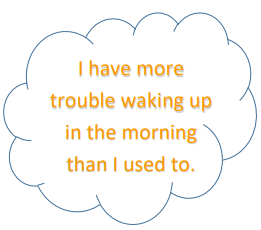 I have more
trouble waking up
in the morning
than I used to.